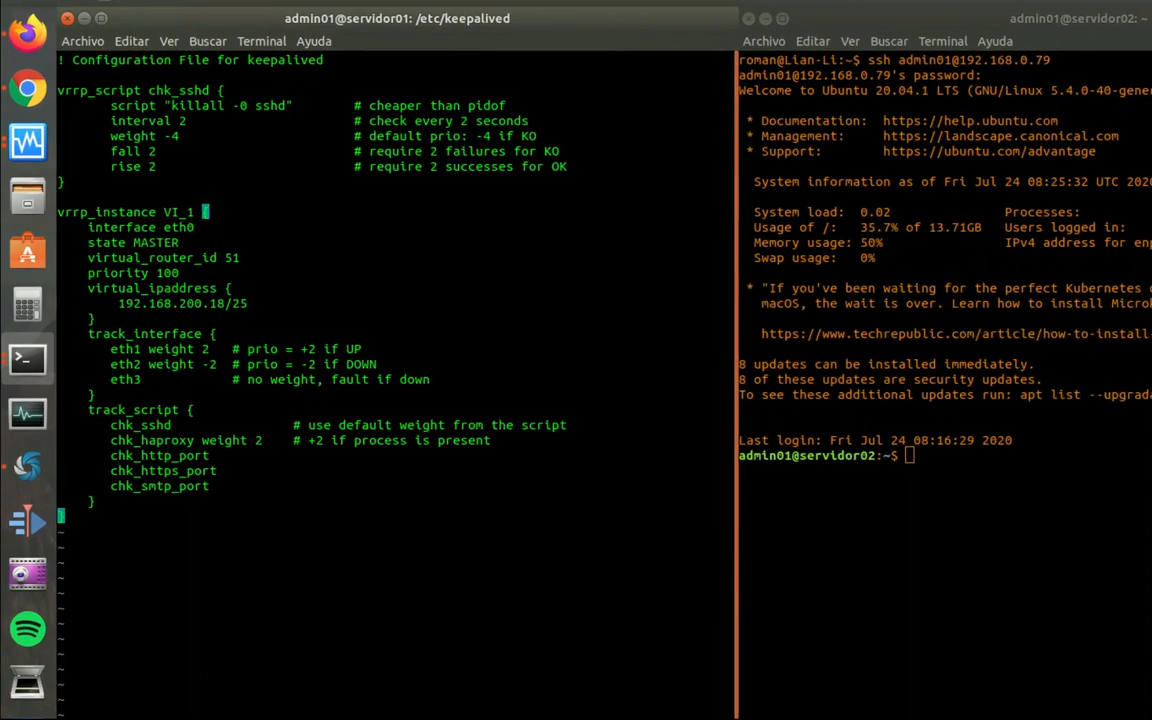 admin01@servidor01: /etc/keepalived
Archivo Editar Ver Buscar Terminal Ayuda
! Configuration File for keepalived
vrrp_script chk_sshd {
script "killall -0 sshd" # cheaper than pidof
interval 2 # check every 2 seconds
weight -4 # default prio: -4 if KO
fall 2 # require 2 failures for KO
rise 2 # require 2 successes for OK
}
vrrp_instance VI_1 {
interface eth0
state MASTER
virtual_router_id 51
priority 100
virtual_ipaddress {
192.168.200.18/25
}
track_interface {
eth1 weight 2 # prio = +2 if UP
eth2 weight -2 # prio = -2 if DOWN
eth3 # no weight, fault if down
}
track_script {
chk_sshd # use default weight from the script
chk_haproxy weight 2 # +2 if process is present
chk_http_port
chk_https_port
chk_smtp_port
}
}
~
~
~
~
~
~
~
~
~
~
~
~
~
admin01@servidor02: ~
Archivo Editar Ver Buscar Terminal Ayuda
roman@Lian-Li:~$ ssh admin01@192.168.0.79
admin01@192.168.0.79's password:
Welcome to Ubuntu 20.04.1 LTS (GNU/Linux 5.4.0-40-gener
* Documentation: https://help.ubuntu.com
* Management: https://landscape.canonical.com
* Support: https://ubuntu.com/advantage
System information as of Fri Jul 24 08:25:32 UTC 2020
System load: 0.02 Processes:
Usage of /: 35.7% of 13.71GB Users logged in:
Memory usage: 50% IPv4 address for enp
Swap usage: 0%
* "If you've been waiting for the perfect Kubernetes
macOS, the wait is over. Learn how to install Micro
https://www.techrepublic.com/article/how-to-install-
8 updates can be installed immediately.
8 of these updates are security updates.
To see these additional updates run: apt list --upgrada
Last login: Fri Jul 24 08:16:29 2020
admin01@servidor02:~$